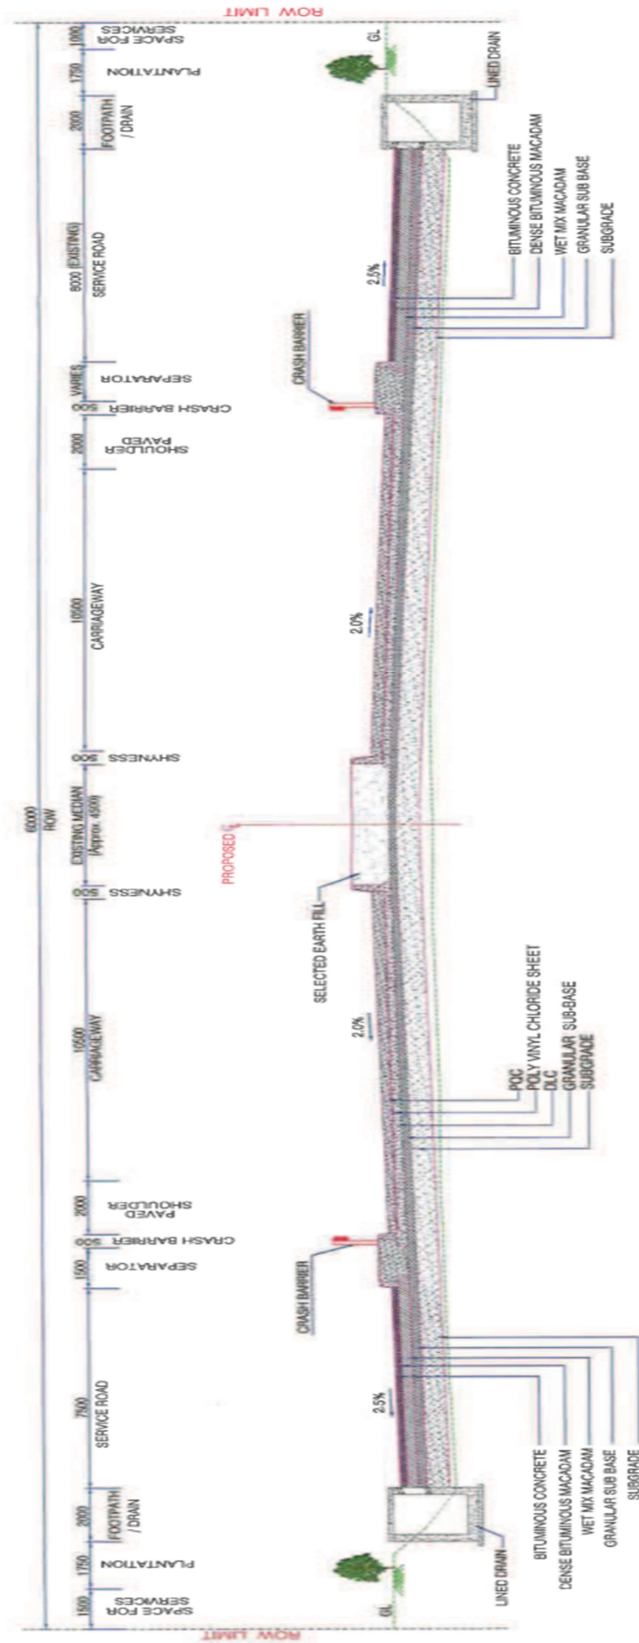 60000
ROW
1500
SPACE FOR
SERVICES
1750
PLANTATION
2000
FOOTPATH
/ DRAIN
7500
SERVICE ROAD
1500
SEPARATOR
500
CRASH BARRIER
2000
PAVED
SHOULDER
10500
CARRIAGEWAY
500
SHYNESS
EXISTING MEDIAN
(Approx. 4500)
500
SHYNESS
10500
CARRIAGEWAY
2000
PAVED
SHOULDER
500
CRASH BARRIER
VARIES
SEPARATOR
8000 (EXISTING)
SERVICE ROAD
2000
FOOTPATH
/ DRAIN
1750
PLANTATION
1000
SPACE FOR
SERVICES
ROW LIMIT
ROW LIMIT
PROPOSED ℄
GL
LINED DRAIN
2.5%
CRASH BARRIER
2.0%
SELECTED EARTH FILL
2.0%
CRASH BARRIER
2.5%
GL
LINED DRAIN
BITUMINOUS CONCRETE
DENSE BITUMINOUS MACADAM
WET MIX MACADAM
GRANULAR SUB BASE
SUBGRADE
PQC
POLY VINYL CHLORIDE SHEET
DLC
GRANULAR SUB-BASE
SUBGRADE
BITUMINOUS CONCRETE
DENSE BITUMINOUS MACADAM
WET MIX MACADAM
GRANULAR SUB BASE
SUBGRADE